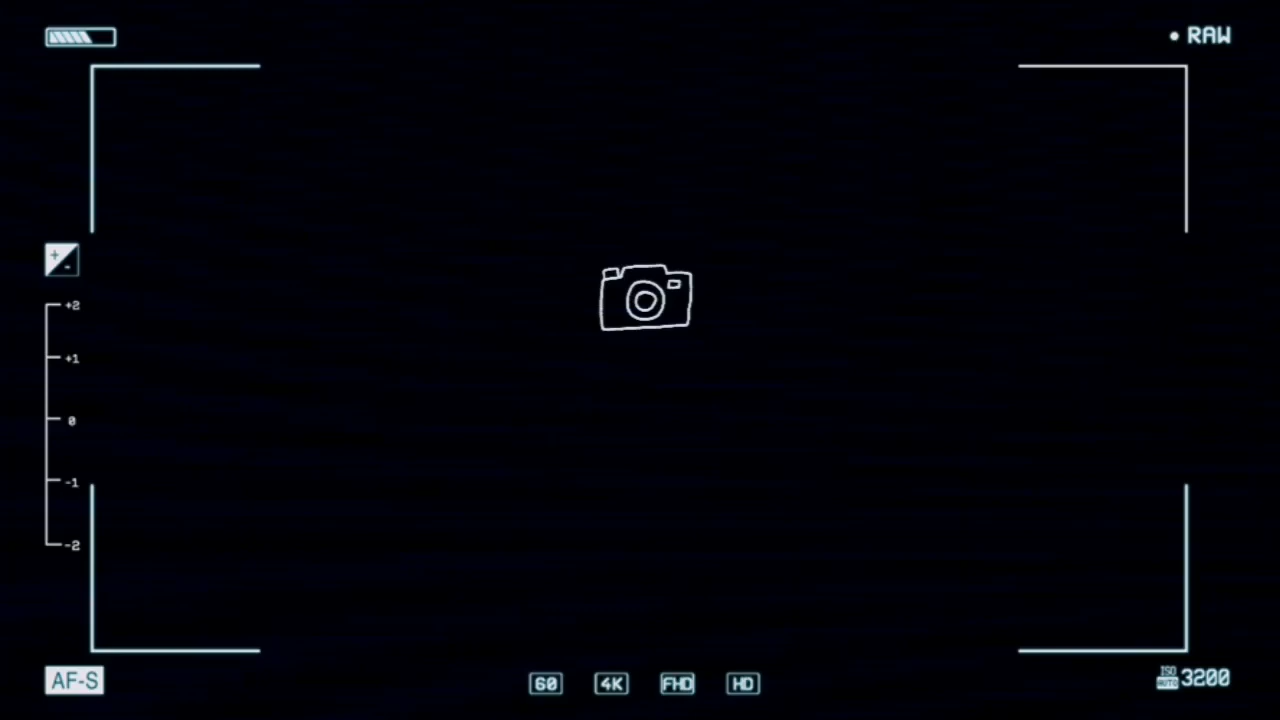 RAW
+ -
+2
+1
0
-1
-2
AF-S
60 4K FHD HD
ISO AUTO 3200